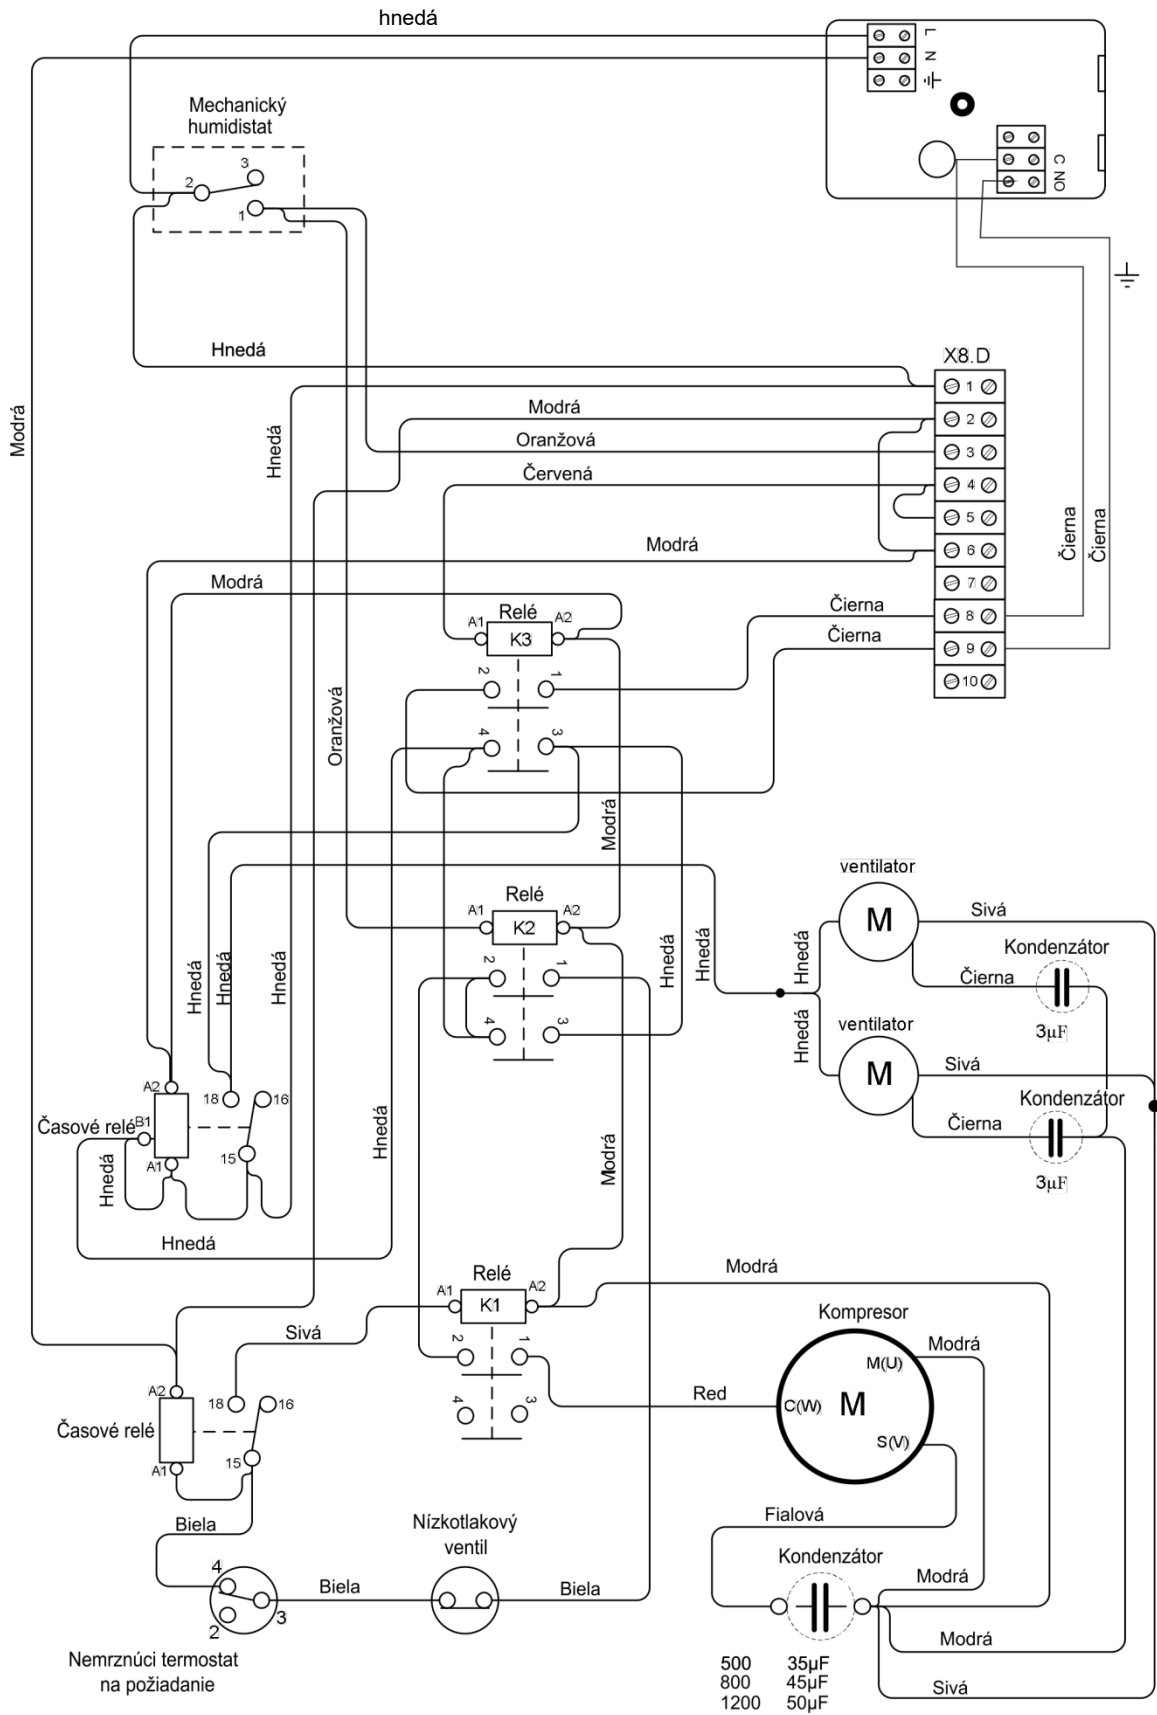 hnedá
L
N
Mechanický
humidistat
3
2
1
C
NO
Hnedá
X8.D
1
Modrá
2
Modrá
Hnedá
Oranžová
3
Červená
4
5
Čierna
Čierna
Modrá
6
Modrá
7
Relé
Čierna
8
A1
K3
A2
Čierna
9
2
1
10
Oranžová
4
3
Modrá
ventilator
Relé
M
Sivá
A1
K2
A2
Hnedá
Kondenzátor
Hnedá
Hnedá
Hnedá
Hnedá
Hnedá
2
1
Čierna
4
3
3µF
ventilator
Hnedá
M
Sivá
A2
18
16
Kondenzátor
Časové relé
B1
Čierna
Hnedá
Modrá
A1
15
Hnedá
3µF
Hnedá
Relé
Modrá
A1
K1
A2
Kompresor
Sivá
2
1
M(U)
Modrá
A2
18
16
Red
C(W)
M
4
3
Časové relé
S(V)
A1
15
Biela
Nízkotlakový
ventil
Fialová
Kondenzátor
4
Biela
Biela
Modrá
3
2
Modrá
Nemrznúci termostat
na požiadanie
500 35µF
800 45µF
1200 50µF
Sivá